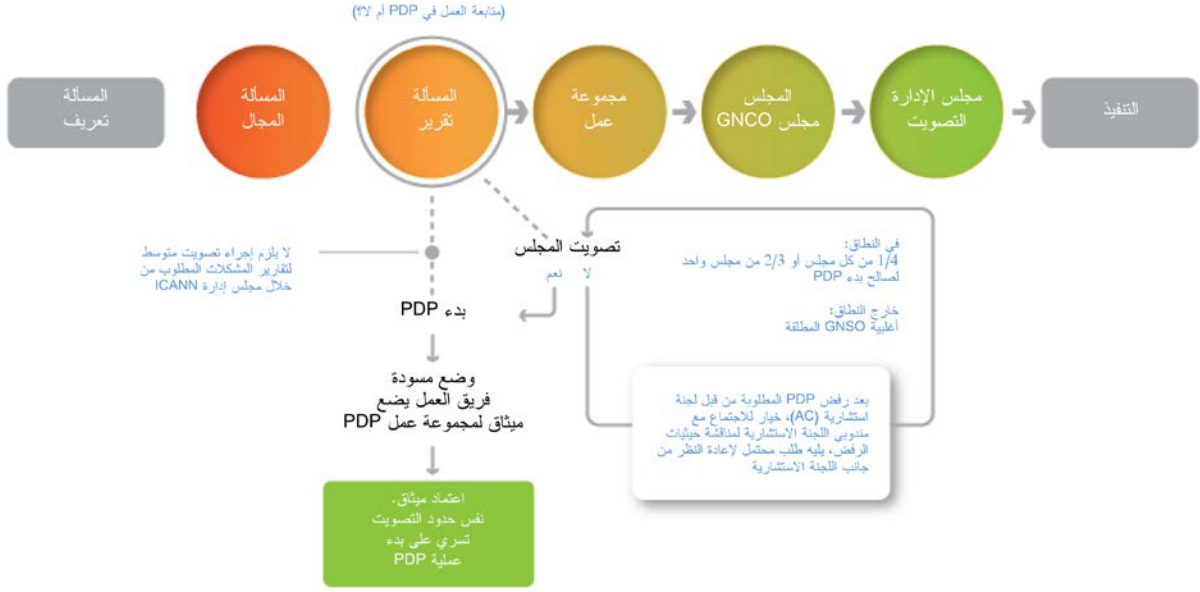 (متابعة العمل في PDP أم لا؟)
المسألة
تعريف
المسألة
المجال
المسألة
تقرير
مجموعة
عمل
المجلس
مجلس GNCO
مجلس الإدارة
التصويت
التنفيذ
لا يلزم إجراء تصويت متوسط
لتقارير المشكلات المطلوب من
خلال مجلس إدارة ICANN
تصويت المجلس
لا
نعم
في النطاق:
1/4 من كل مجلس أو 2/3 من مجلس واحد
لصالح بدء PDP
خارج النطاق:
أغلبية GNSO المطلقة
بدء PDP
وضع مسودة
فريق العمل يضع
ميثاق لمجموعة عمل PDP
بعد رفض PDP المطلوبة من قبل لجنة
استشارية (AC)، خيار للاجتماع مع
مندوبي اللجنة الاستشارية لمناقشة حيثيات
الرفض، يليه طلب محتمل لإعادة النظر من
جانب اللجنة الاستشارية
اعتماد ميثاق.
نفس حدود التصويت
تسري على بدء
عملية PDP